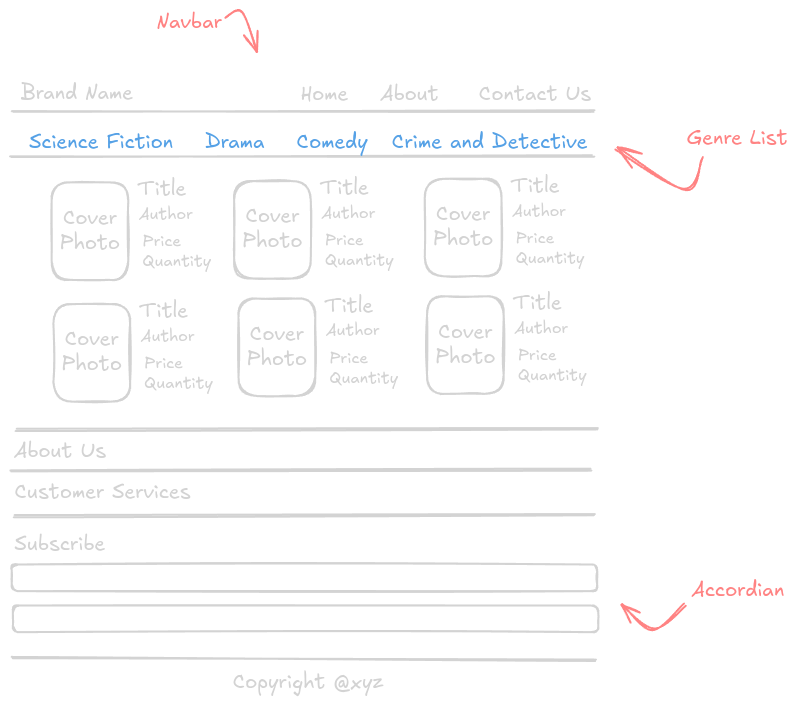 Navbar
Brand Name Home About Contact Us
Science Fiction Drama Comedy Crime and Detective
Genre List
Cover Photo
Title
Author
Price
Quantity
Cover Photo
Title
Author
Price
Quantity
Cover Photo
Title
Author
Price
Quantity
Cover Photo
Title
Author
Price
Quantity
Cover Photo
Title
Author
Price
Quantity
Cover Photo
Title
Author
Price
Quantity
About Us
Customer Services
Subscribe
Accordian
Copyright @xyz